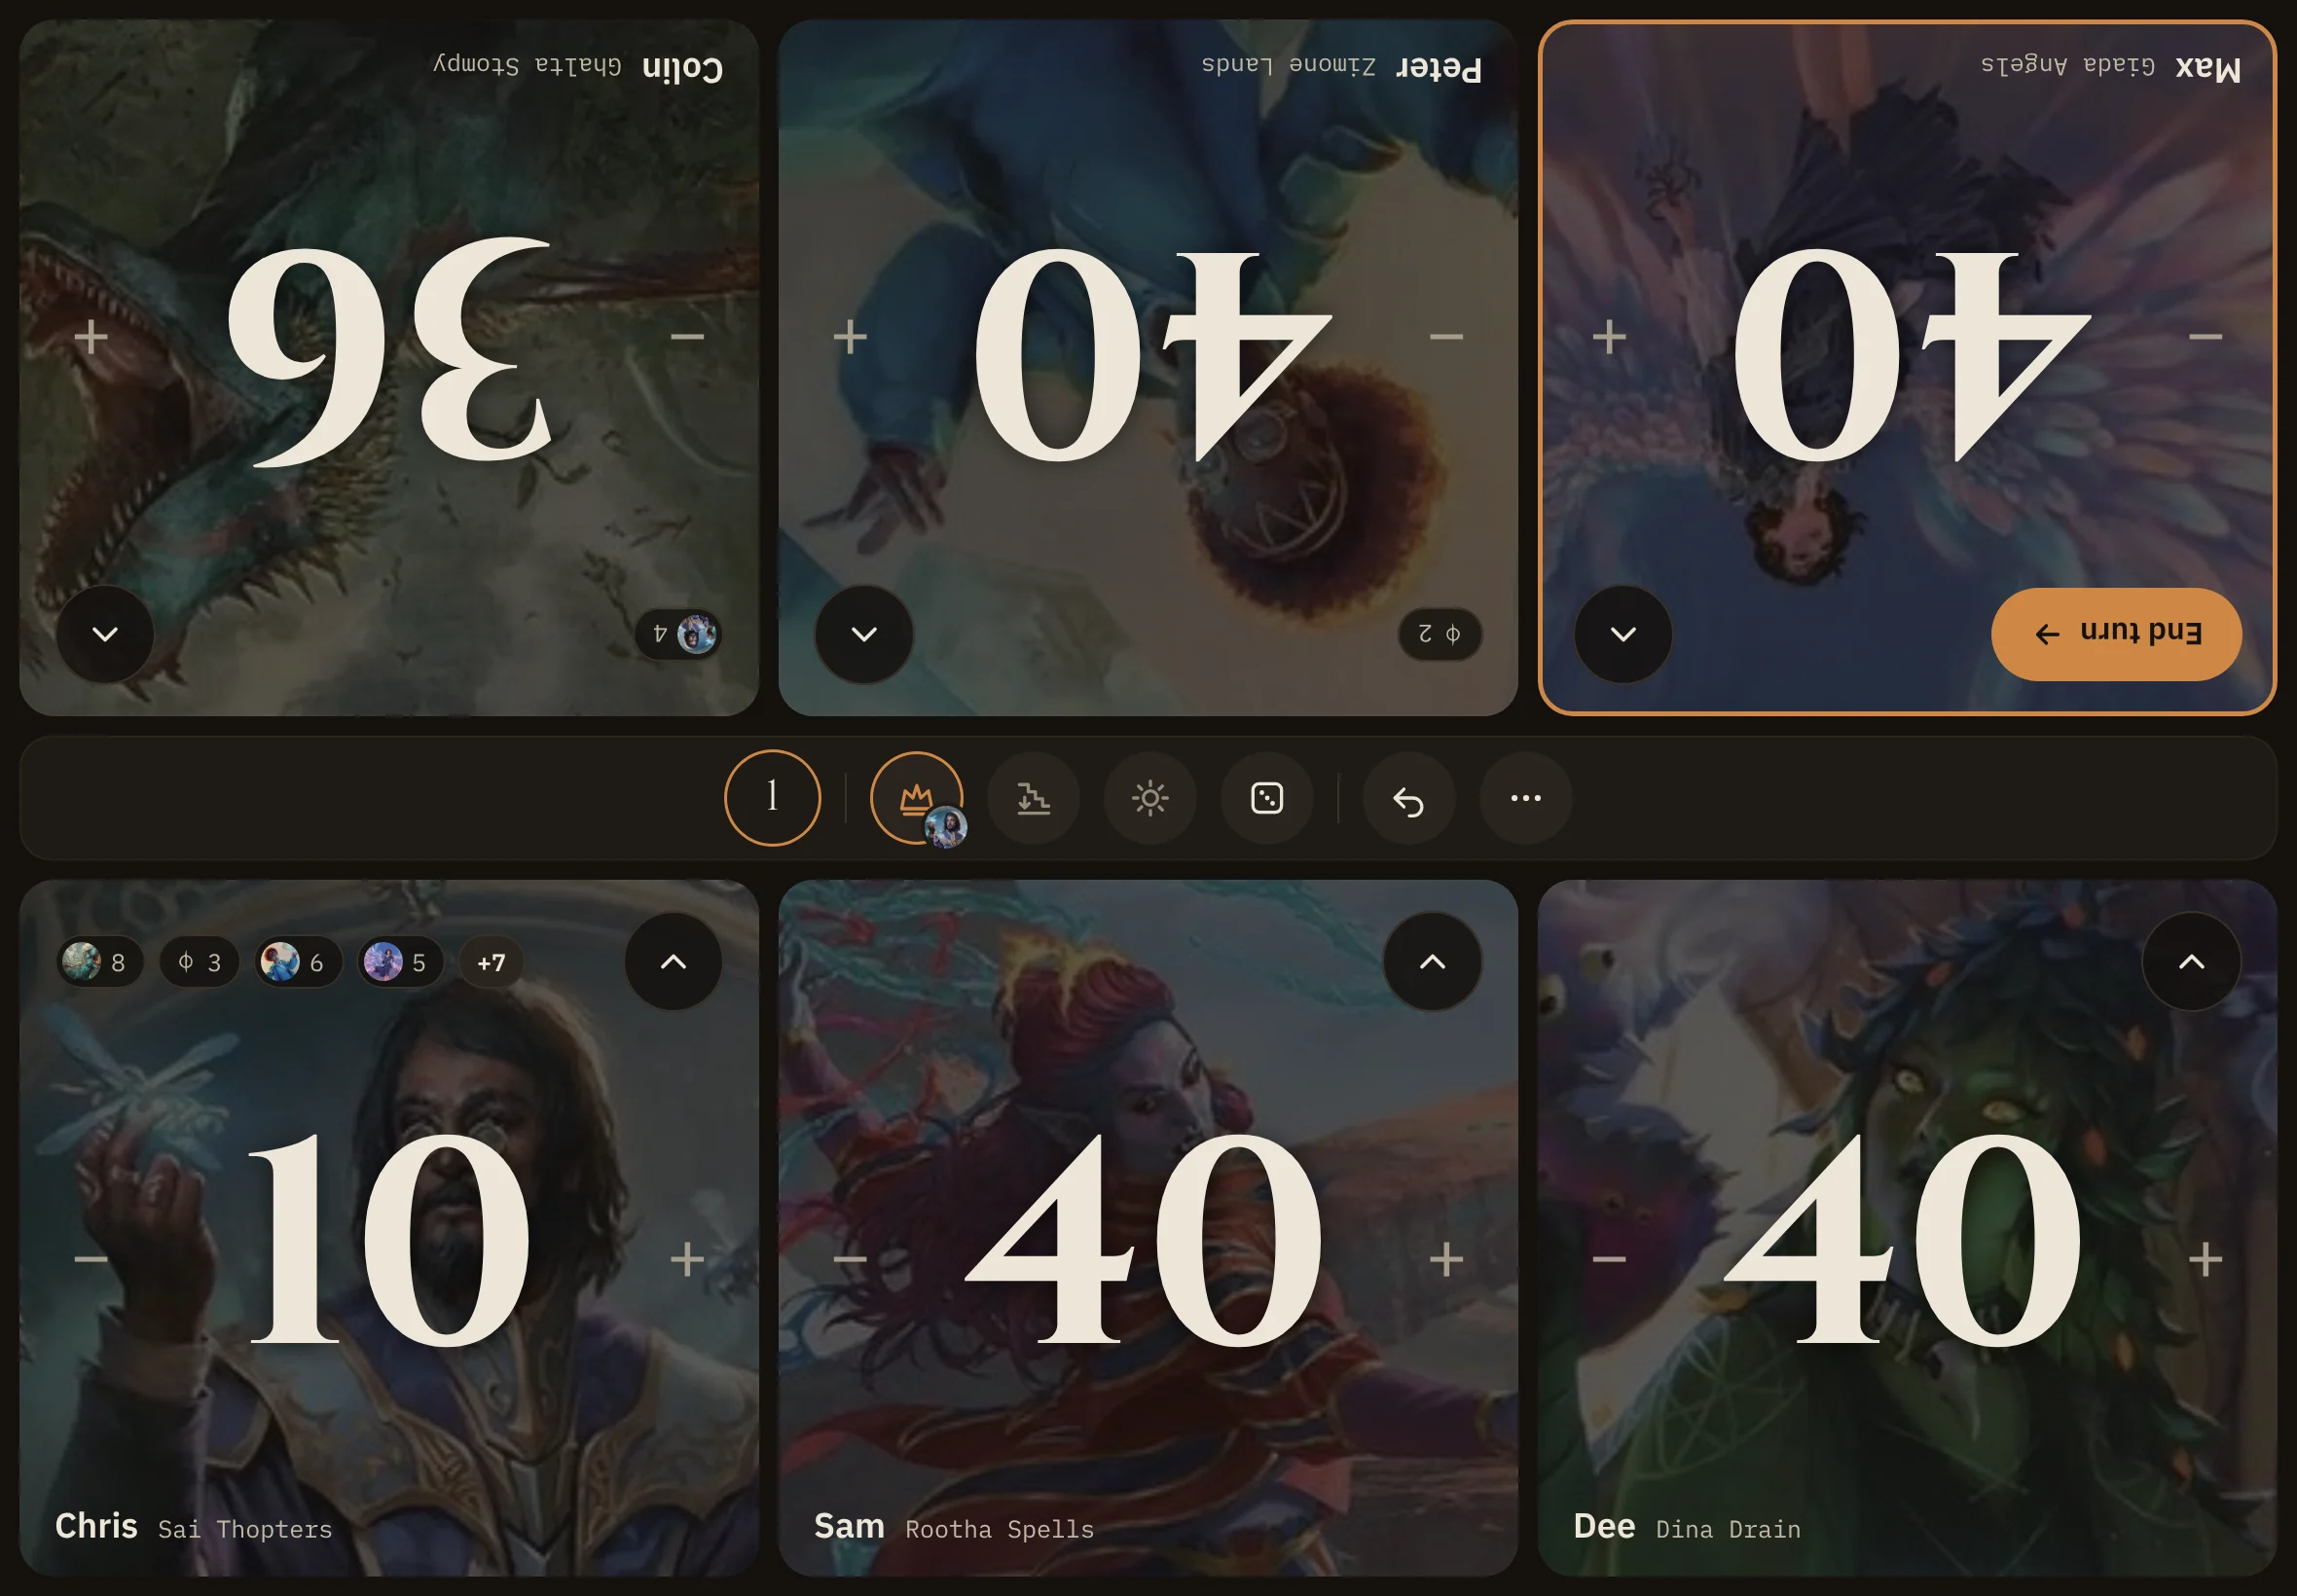 Colin Ghalta Stompy
36
4
Peter Zimone Lands
40
ϕ 2
Max Giada Angels
40
End turn →
1
8 ϕ 3 6 5 +7
10
Chris Sai Thopters
40
Sam Rootha Spells
40
Dee Dina Drain